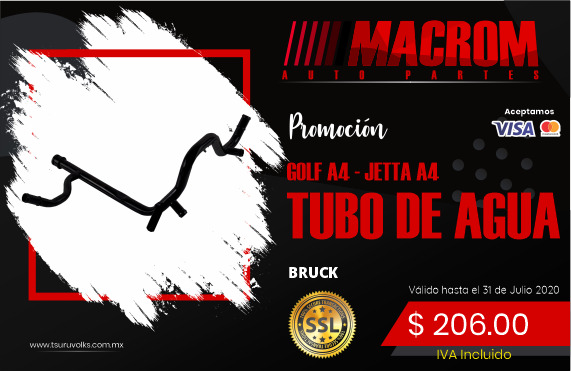 MACROM
AUTO PARTES
Aceptamos
VISA
Promoción
GOLF A4 - JETTA A4
TUBO DE AGUA
BRUCK
SSL
Válido hasta el 31 de Julio 2020
$ 206.00
IVA Incluido
www.tsuruvolks.com.mx